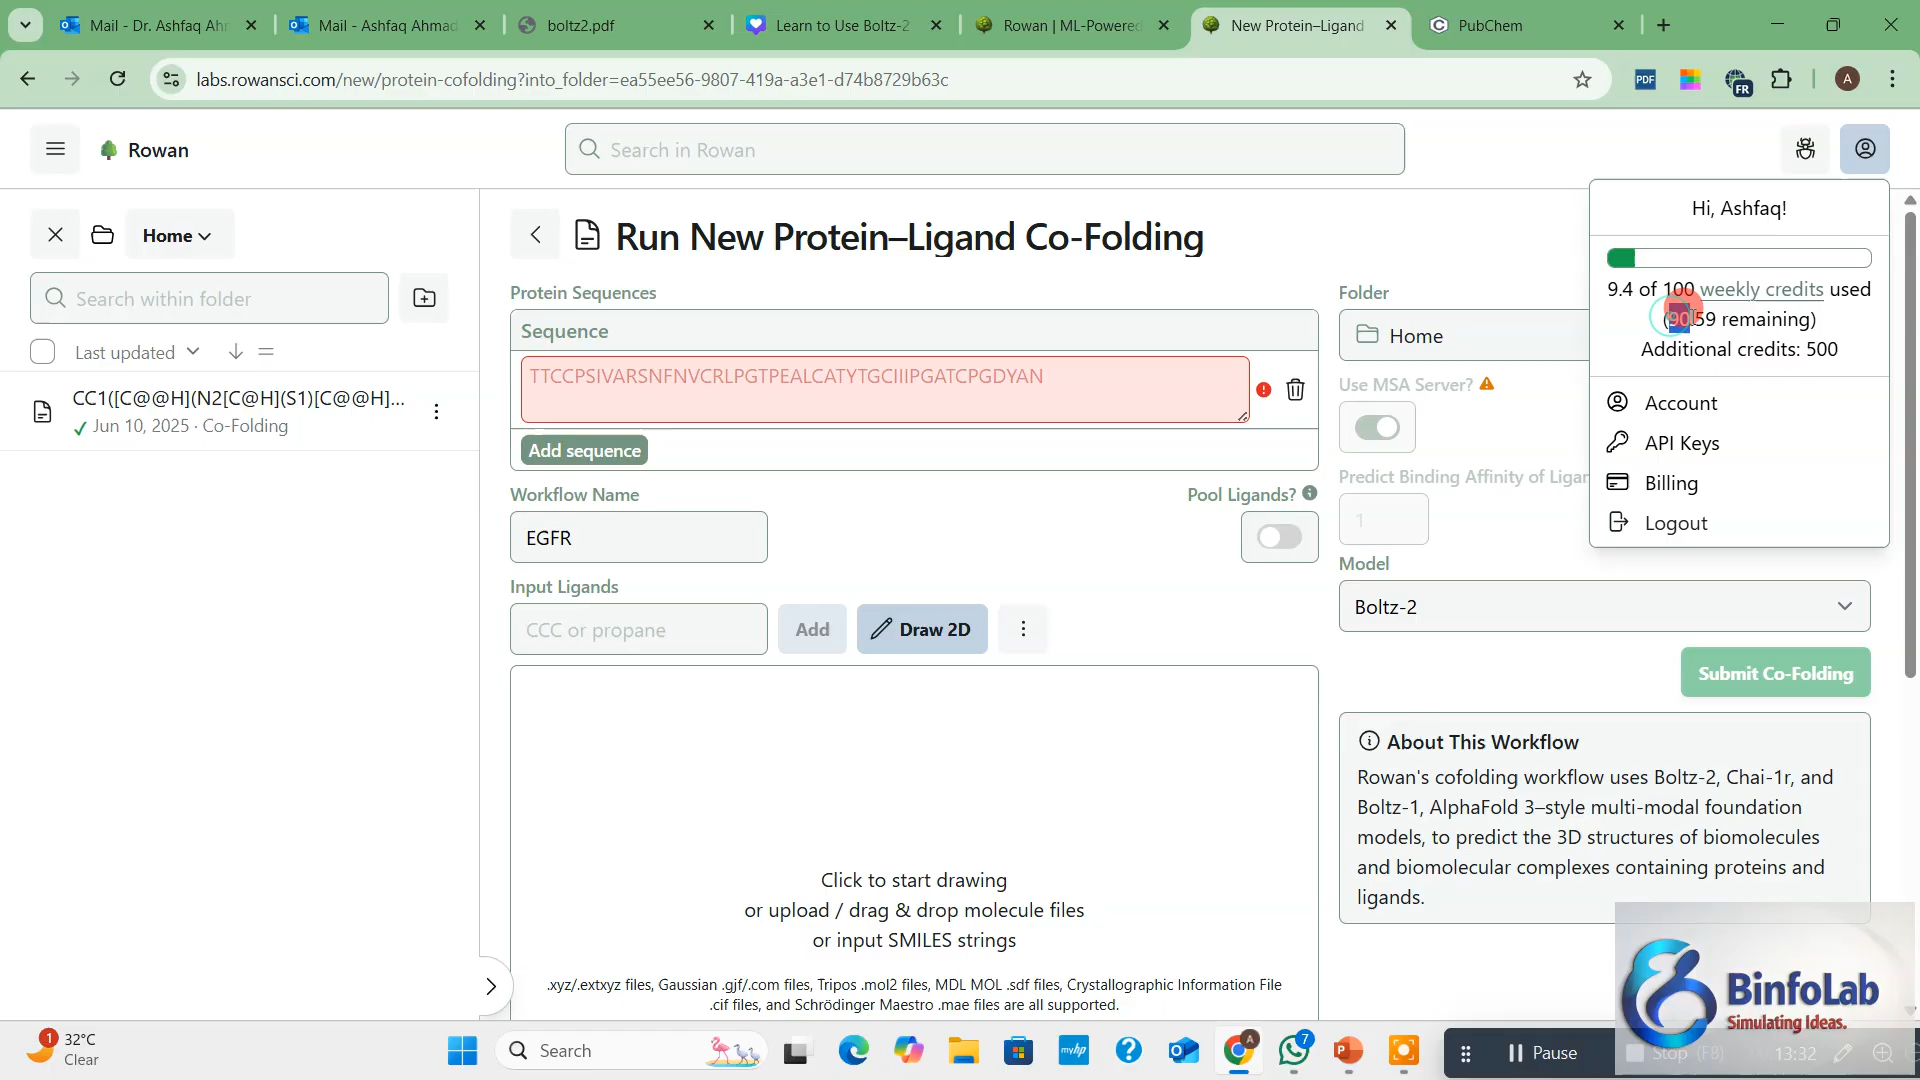 Mail - Dr. Ashfaq Ahm
Mail - Ashfaq Ahmad
boltz2.pdf
Learn to Use Boltz-2
Rowan | ML-Powered
New Protein–Ligand
PubChem
labs.rowansci.com/new/protein-cofolding?into_folder=ea55ee56-9807-419a-a3e1-d74b8729b63c
PDF
FR
A
Rowan
Search in Rowan
Hi, Ashfaq!
9.4 of 100 weekly credits used
(90.59 remaining)
Additional credits: 500
Account
API Keys
Billing
Logout
Home
Search within folder
Last updated
CC1([C@@H](N2[C@H](S1)[C@@H]...
Jun 10, 2025 · Co-Folding
Run New Protein–Ligand Co-Folding
Protein Sequences
Sequence
TTCCPSIVARSNFNVCRLPGTPEALCATYTGCIIIPGATCPGDYAN
Add sequence
Workflow Name
Pool Ligands?
EGFR
Input Ligands
CCC or propane
Add
Draw 2D
Click to start drawing
or upload / drag & drop molecule files
or input SMILES strings
.xyz/.extxyz files, Gaussian .gjf/.com files, Tripos .mol2 files, MDL MOL .sdf files, Crystallographic Information File
.cif files, and Schrödinger Maestro .mae files are all supported.
Folder
Home
Use MSA Server?
Predict Binding Affinity of Ligan
1
Model
Boltz-2
Submit Co-Folding
About This Workflow
Rowan's cofolding workflow uses Boltz-2, Chai-1r, and
Boltz-1, AlphaFold 3–style multi-modal foundation
models, to predict the 3D structures of biomolecules
and biomolecular complexes containing proteins and
ligands.
BinfoLab
Simulating Ideas.
1
32°C
Clear
Search
myhp
A
7
Pause
Stop (F8)
13:32